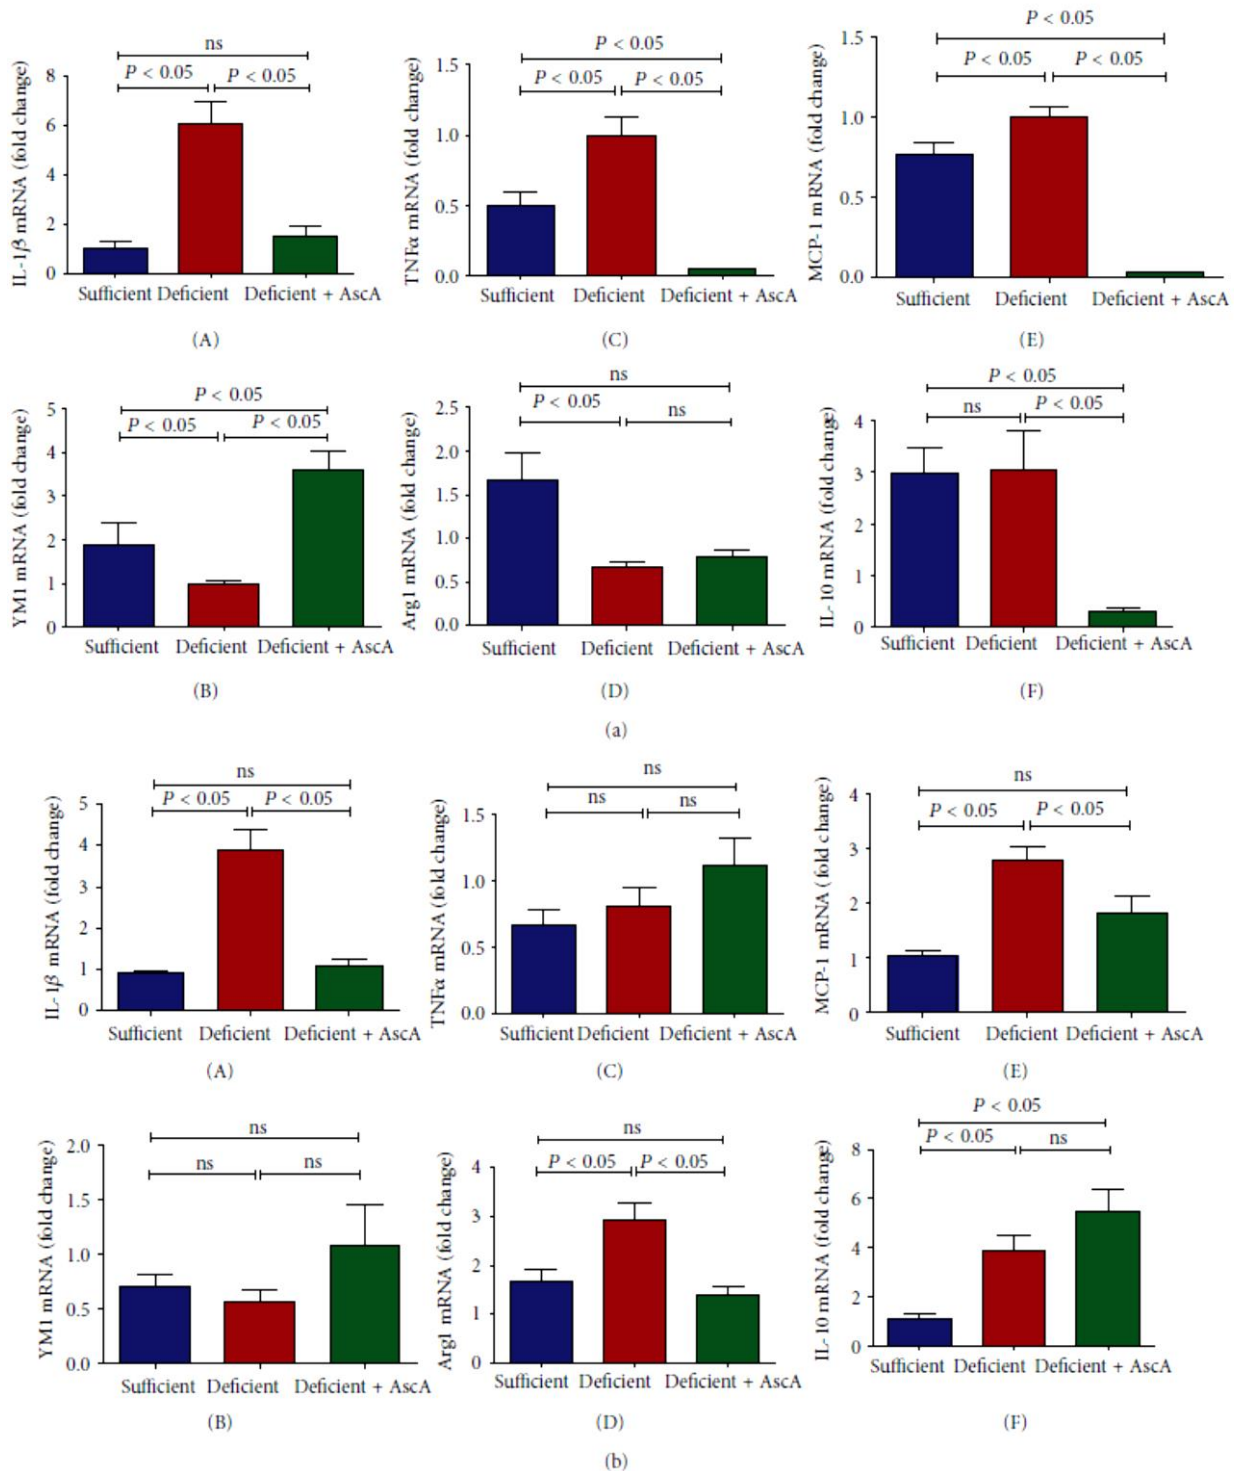 ns
P < 0.05
P < 0.05
IL-1β mRNA (fold change)
8
6
4
2
0
Sufficient Deficient Deficient + AscA
(A)
P < 0.05
P < 0.05
P < 0.05
TNFα mRNA (fold change)
1.5
1.0
0.5
0.0
Sufficient Deficient Deficient + AscA
(C)
P < 0.05
P < 0.05
P < 0.05
MCP-1 mRNA (fold change)
1.5
1.0
0.5
0.0
Sufficient Deficient Deficient + AscA
(E)
P < 0.05
P < 0.05
P < 0.05
YM1 mRNA (fold change)
5
4
3
2
1
0
Sufficient Deficient Deficient + AscA
(B)
ns
P < 0.05
ns
Arg1 mRNA (fold change)
2.5
2.0
1.5
1.0
0.5
0.0
Sufficient Deficient Deficient + AscA
(D)
P < 0.05
ns
P < 0.05
IL-10 mRNA (fold change)
4
3
2
1
0
Sufficient Deficient Deficient + AscA
(F)
(a)
ns
P < 0.05
P < 0.05
IL-1β mRNA (fold change)
5
4
3
2
1
0
Sufficient Deficient Deficient + AscA
(A)
ns
ns
ns
TNFα mRNA (fold change)
1.5
1.0
0.5
0.0
Sufficient Deficient Deficient + AscA
(C)
ns
P < 0.05
P < 0.05
MCP-1 mRNA (fold change)
4
3
2
1
0
Sufficient Deficient Deficient + AscA
(E)
ns
ns
ns
YM1 mRNA (fold change)
2.0
1.5
1.0
0.5
0.0
Sufficient Deficient Deficient + AscA
(B)
ns
P < 0.05
P < 0.05
Arg1 mRNA (fold change)
4
3
2
1
0
Sufficient Deficient Deficient + AscA
(D)
P < 0.05
P < 0.05
ns
IL-10 mRNA (fold change)
8
6
4
2
0
Sufficient Deficient Deficient + AscA
(F)
(b)